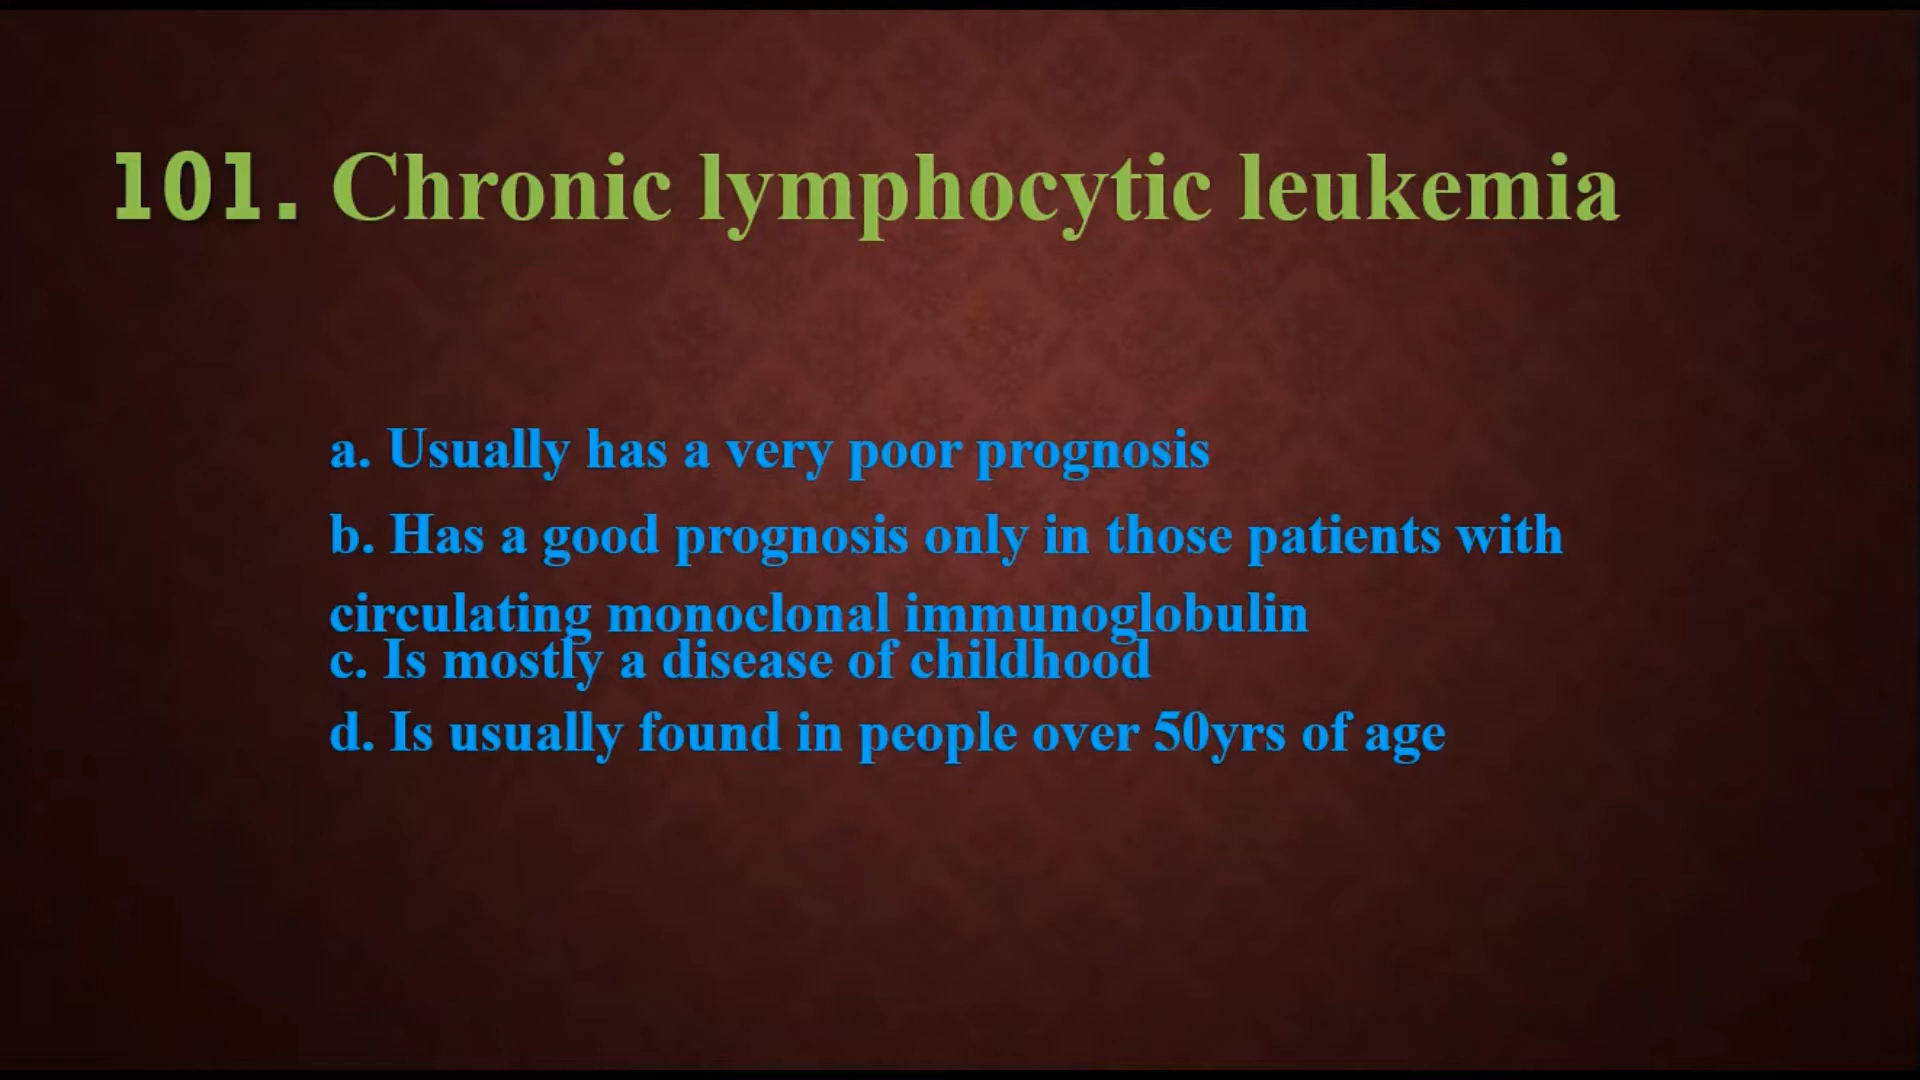 101. Chronic lymphocytic leukemia
a. Usually has a very poor prognosis
b. Has a good prognosis only in those patients with
circulating monoclonal immunoglobulin
c. Is mostly a disease of childhood
d. Is usually found in people over 50yrs of age